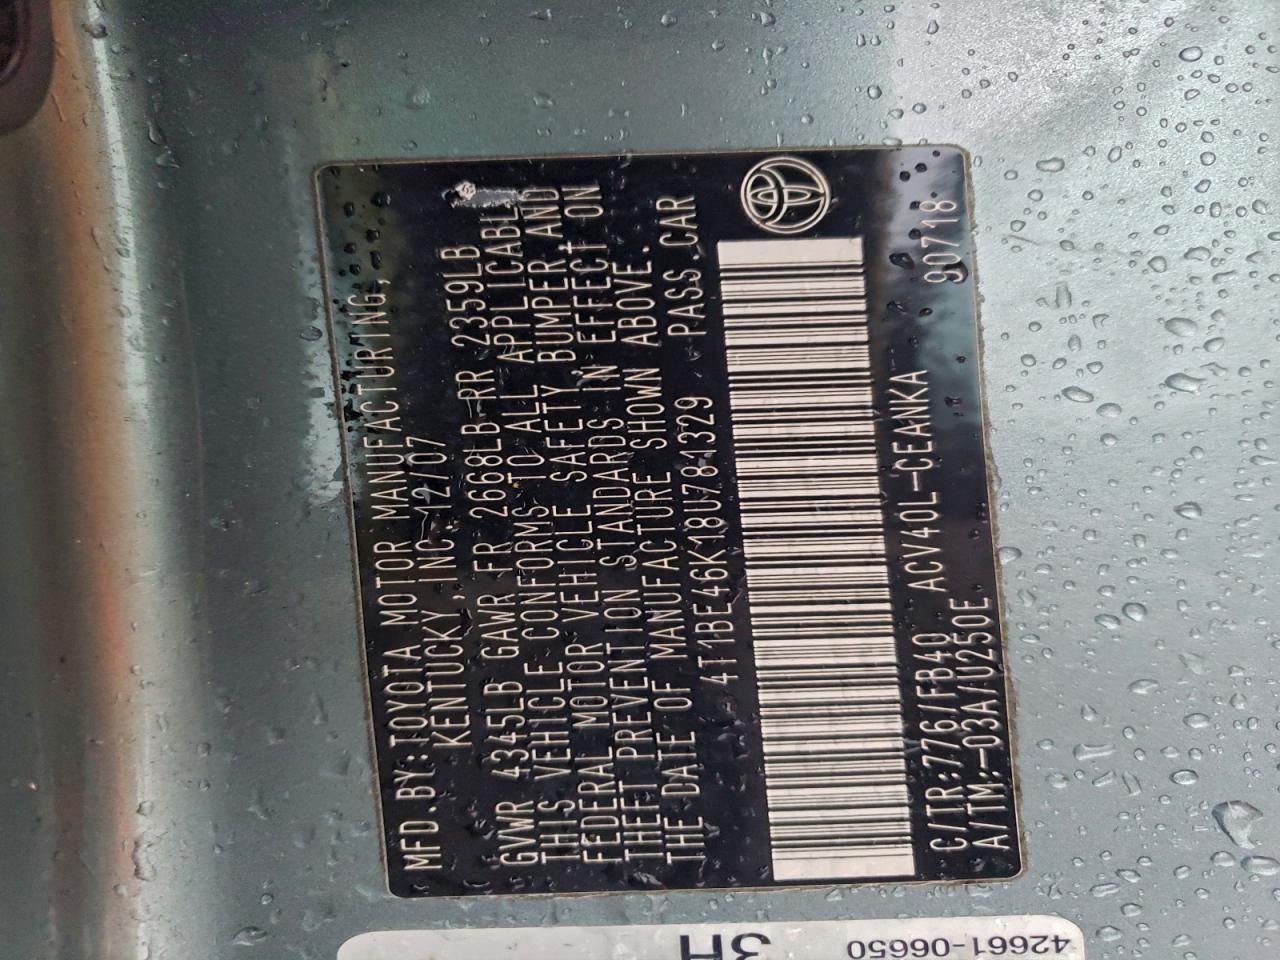 MFD.BY:TOYOTA MOTOR MANUFACTURING,
KENTUCKY, INC 12/07
GVWR 4345LB GAWR FR 2668LB RR 2359LB
THIS VEHICLE CONFORMS TO ALL APPLICABLE
FEDERAL MOTOR VEHICLE SAFETY BUMPER,AND
THEFT PREVENTION STANDARDS IN EFFECT ON
THE DATE OF MANUFACTURE SHOWN ABOVE.
4T1BE46K18U781329 PASS.CAR
C/TR:776/FB40 ACV40L-CEANKA 90718
A/TM:-03A/U250E
42661-06650